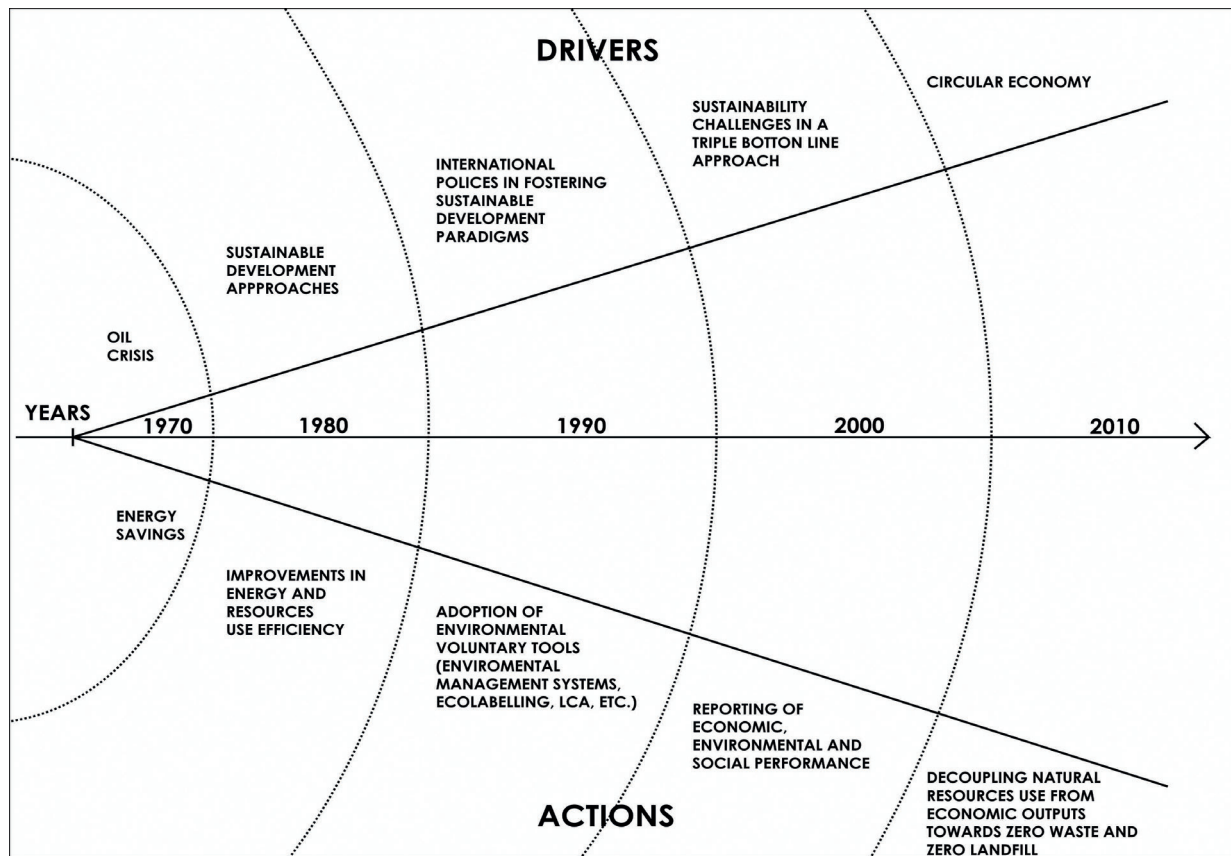 DRIVERS
CIRCULAR ECONOMY
SUSTAINABILITY
CHALLENGES IN A
TRIPLE BOTTON LINE
APPROACH
INTERNATIONAL
POLICES IN FOSTERING
SUSTAINABLE
DEVELOPMENT
PARADIGMS
SUSTAINABLE
DEVELOPMENT
APPPROACHES
OIL
CRISIS
YEARS
1970
1980
1990
2000
2010
ENERGY
SAVINGS
IMPROVEMENTS IN
ENERGY AND
RESOURCES
USE EFFICIENCY
ADOPTION OF
ENVIRONMENTAL
VOLUNTARY TOOLS
(ENVIROMENTAL
MANAGEMENT SYSTEMS,
ECOLABELLING, LCA, ETC.)
REPORTING OF
ECONOMIC,
ENVIRONMENTAL AND
SOCIAL PERFORMANCE
DECOUPLING NATURAL
RESOURCES USE FROM
ECONOMIC OUTPUTS
TOWARDS ZERO WASTE AND
ZERO LANDFILL
ACTIONS